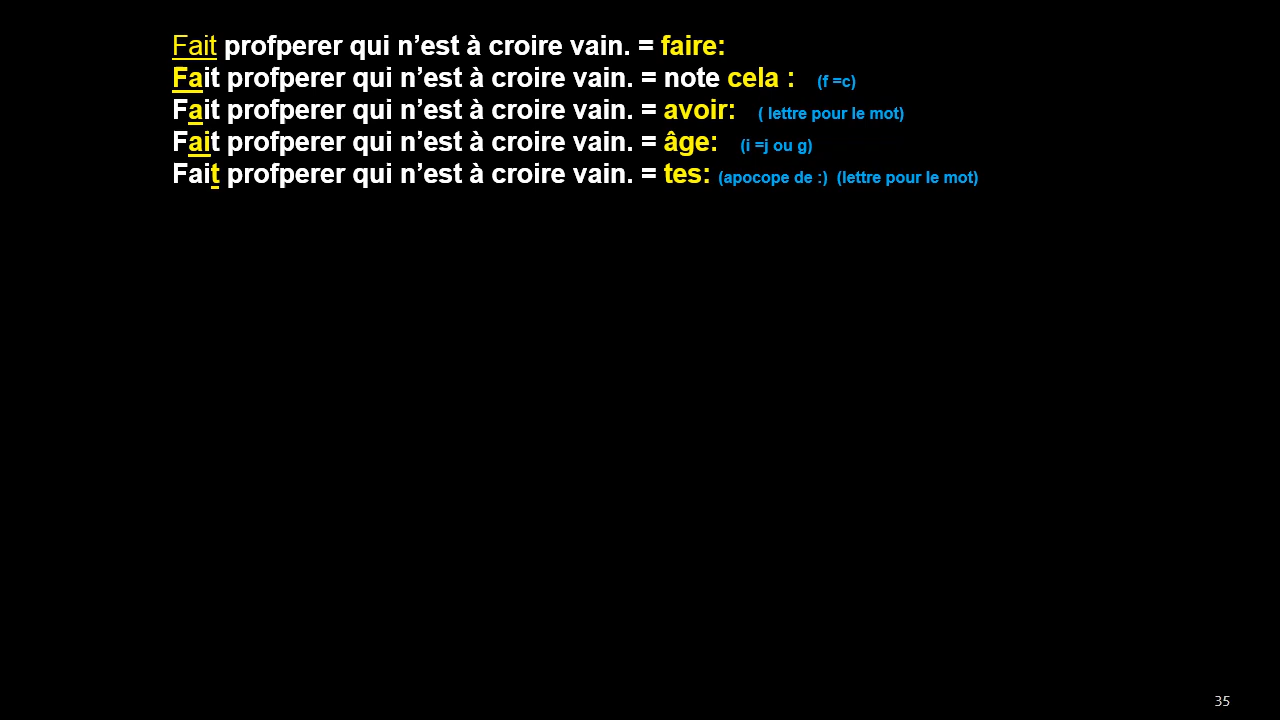 Fait profperer qui n’est à croire vain. = faire:
Fait profperer qui n’est à croire vain. = note cela : (f =c)
Fait profperer qui n’est à croire vain. = avoir: ( lettre pour le mot)
Fait profperer qui n’est à croire vain. = âge: (i =j ou g)
Fait profperer qui n’est à croire vain. = tes: (apocope de :) (lettre pour le mot)
35